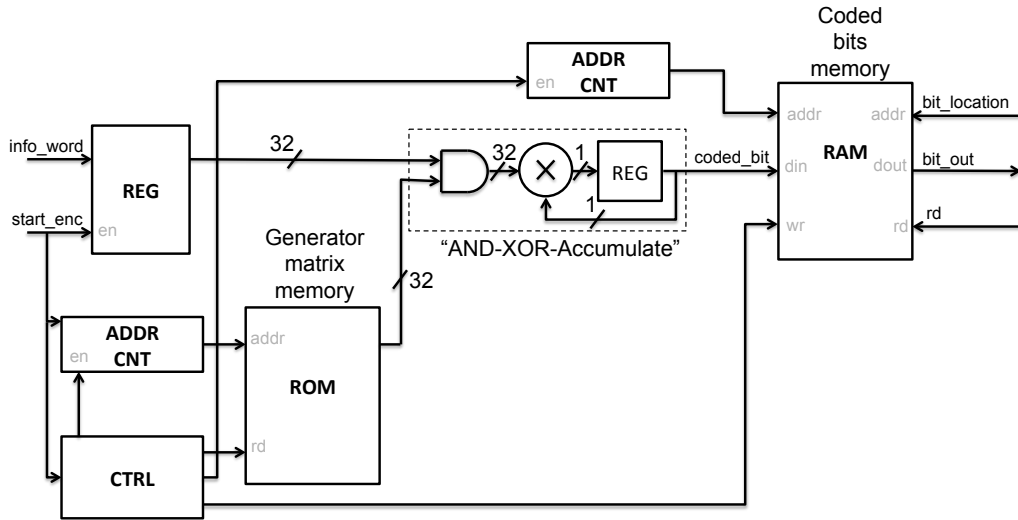 Coded
bits
memory
ADDR
CNT
en
info_word
REG
start_enc
en
32
32
1
REG
1
coded_bit
"AND-XOR-Accumulate"
addr
addr
bit_location
RAM
din
dout
bit_out
wr
rd
rd
Generator
matrix
memory
32
ADDR
CNT
en
addr
ROM
rd
CTRL